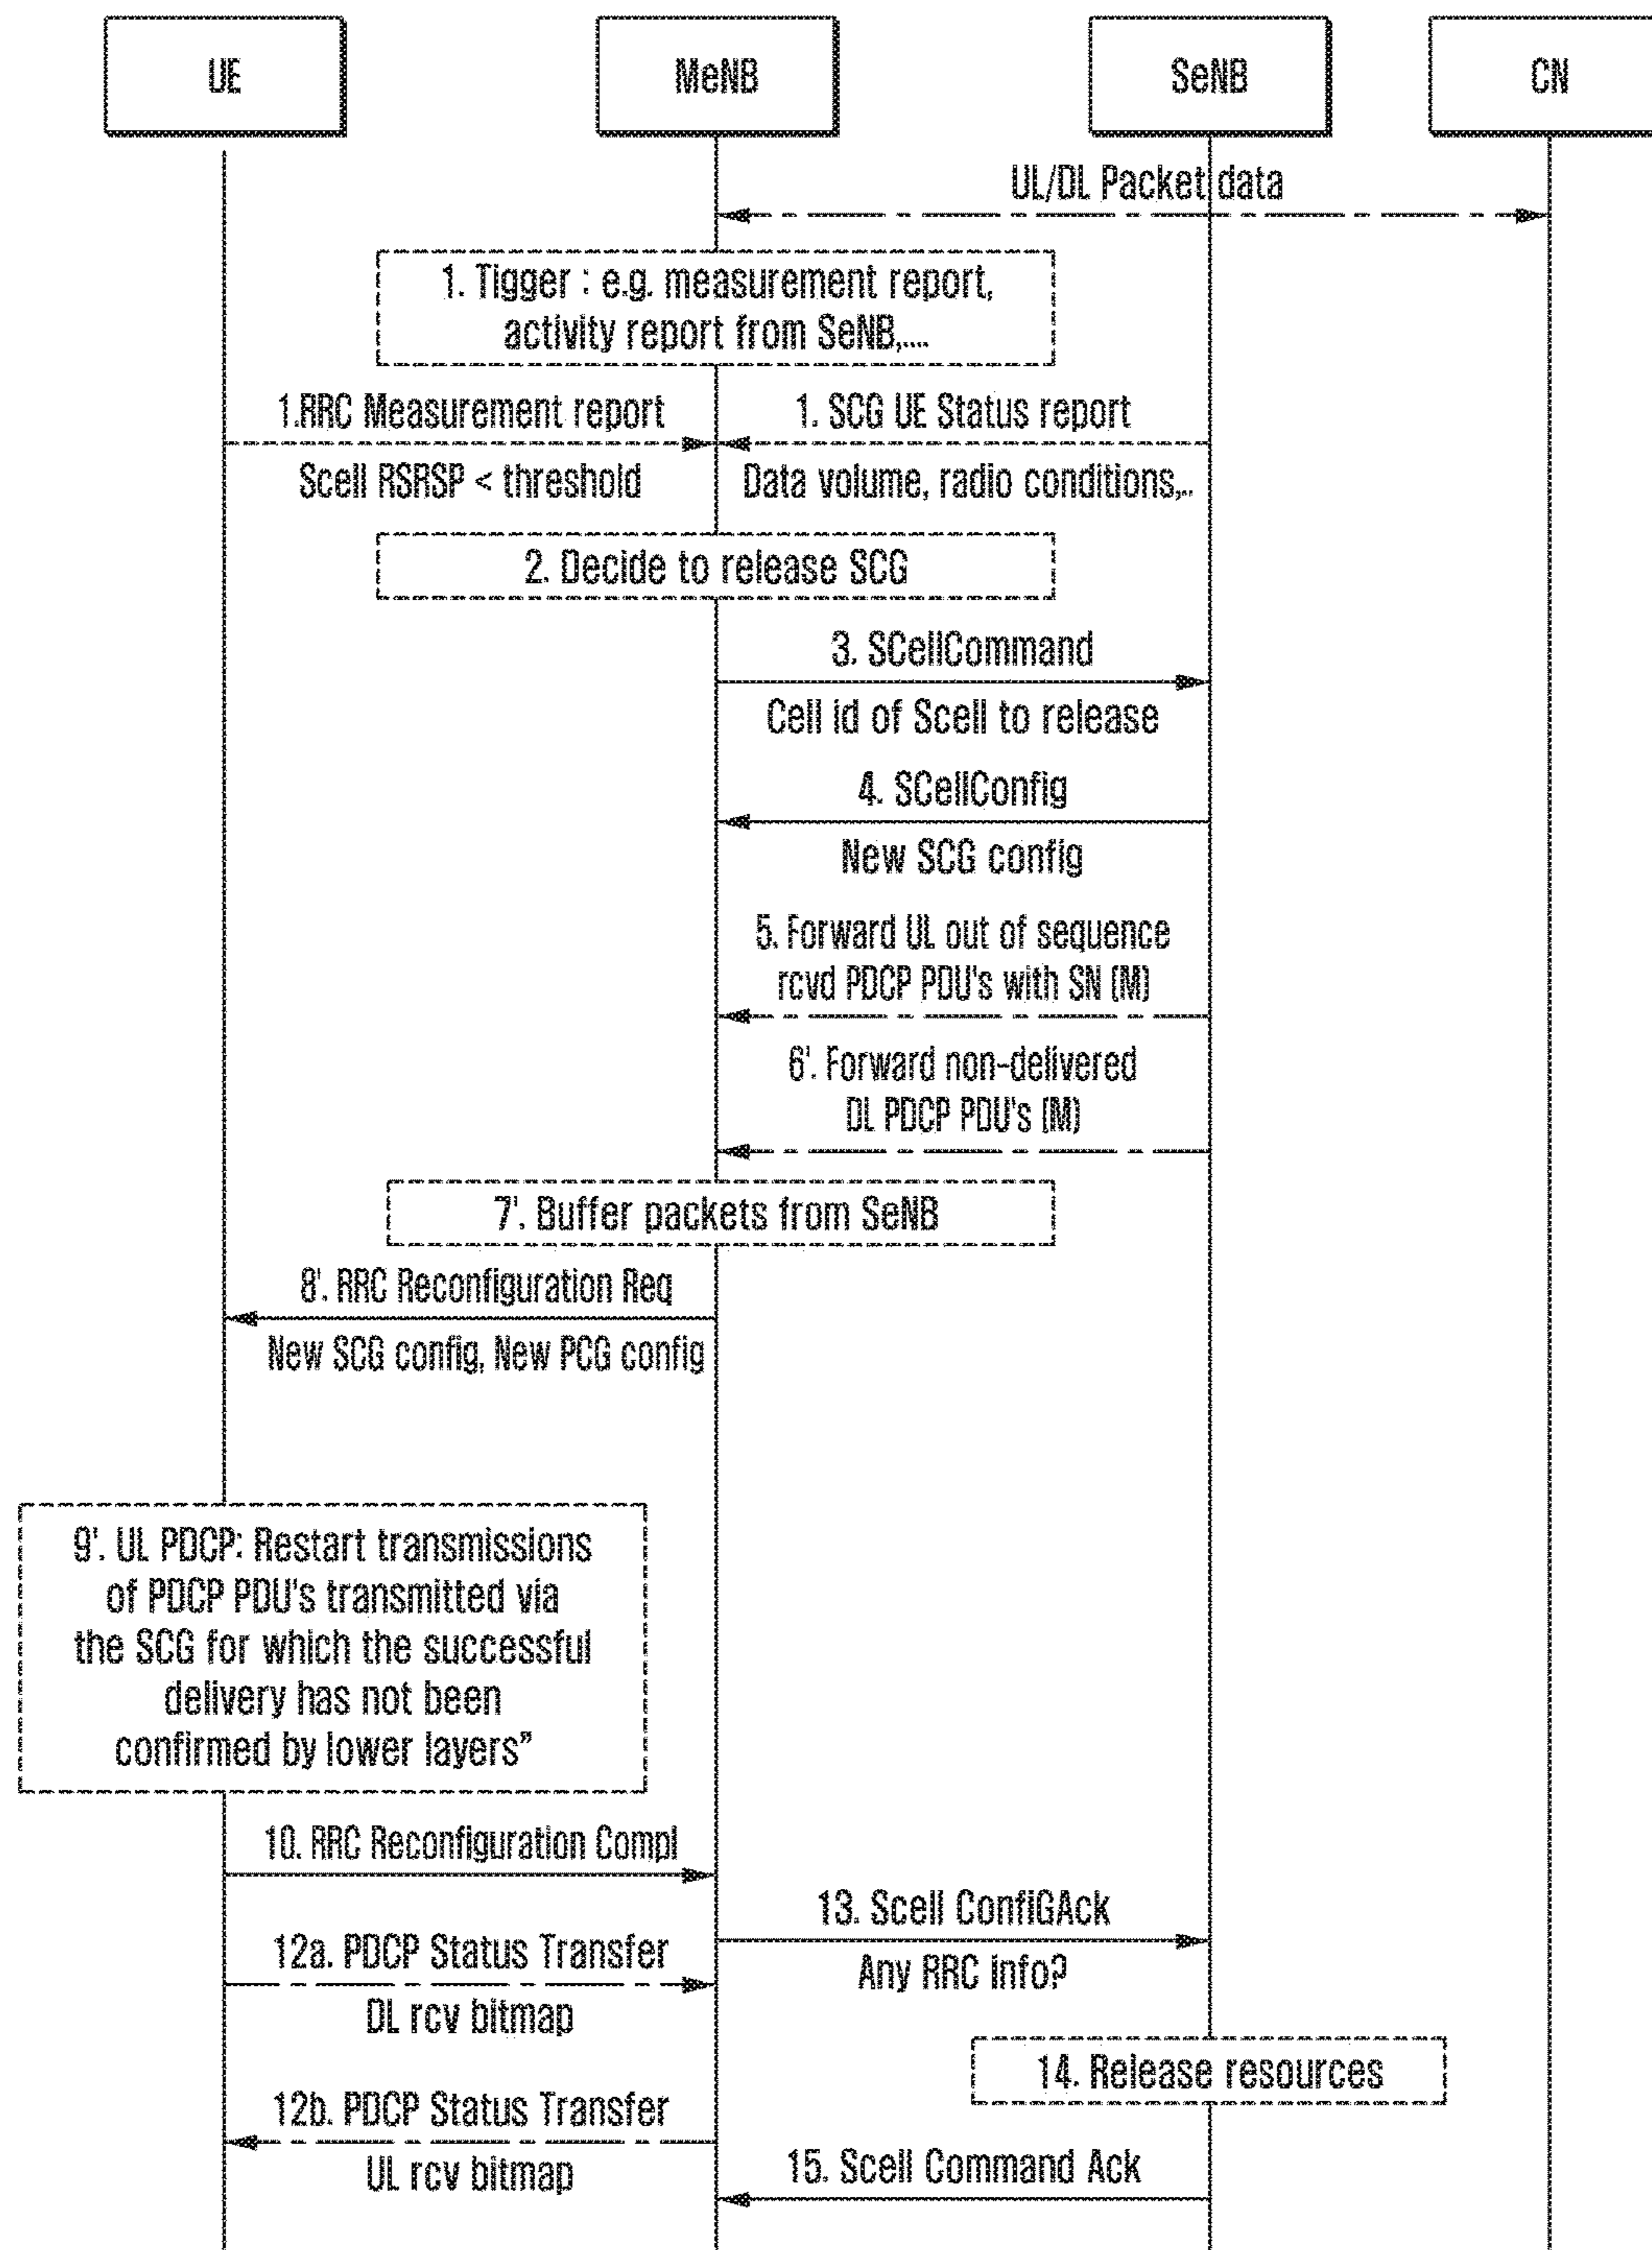 UE
MeNB
SeNB
CN
UL/DL Packet data
1. Tigger : e.g. measurement report,
activity report from SeNB,....
1.RRC Measurement report
1. SCG UE Status report
Scell RSRSP < threshold
Data volume, radio conditions,..
2. Decide to release SCG
3. SCellCommand
Cell id of Scell to release
4. SCellConfig
New SCG config
5. Forward UL out of sequence
rcvd PDCP PDU's with SN (M)
6'. Forward non-delivered
DL PDCP PDU's (M)
7'. Buffer packets from SeNB
8'. RRC Reconfiguration Req
New SCG config, New PCG config
9'. UL PDCP: Restart transmissions
of PDCP PDU's transmitted via
the SCG for which the successful
delivery has not been
confirmed by lower layers”
10. RRC Reconfiguration Compl
13. Scell ConfiGAck
12a. PDCP Status Transfer
Any RRC info?
DL rcv bitmap
14. Release resources
12b. PDCP Status Transfer
15. Scell Command Ack
UL rcv bitmap